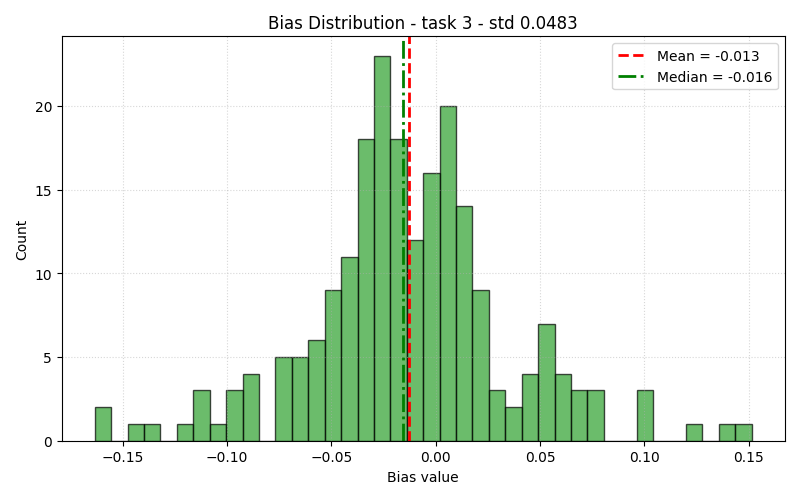 Bias Distribution - task 3 - std 0.0483
Mean = -0.013
Median = -0.016
Count
20
15
10
5
0
−0.15
−0.10
−0.05
0.00
0.05
0.10
0.15
Bias value